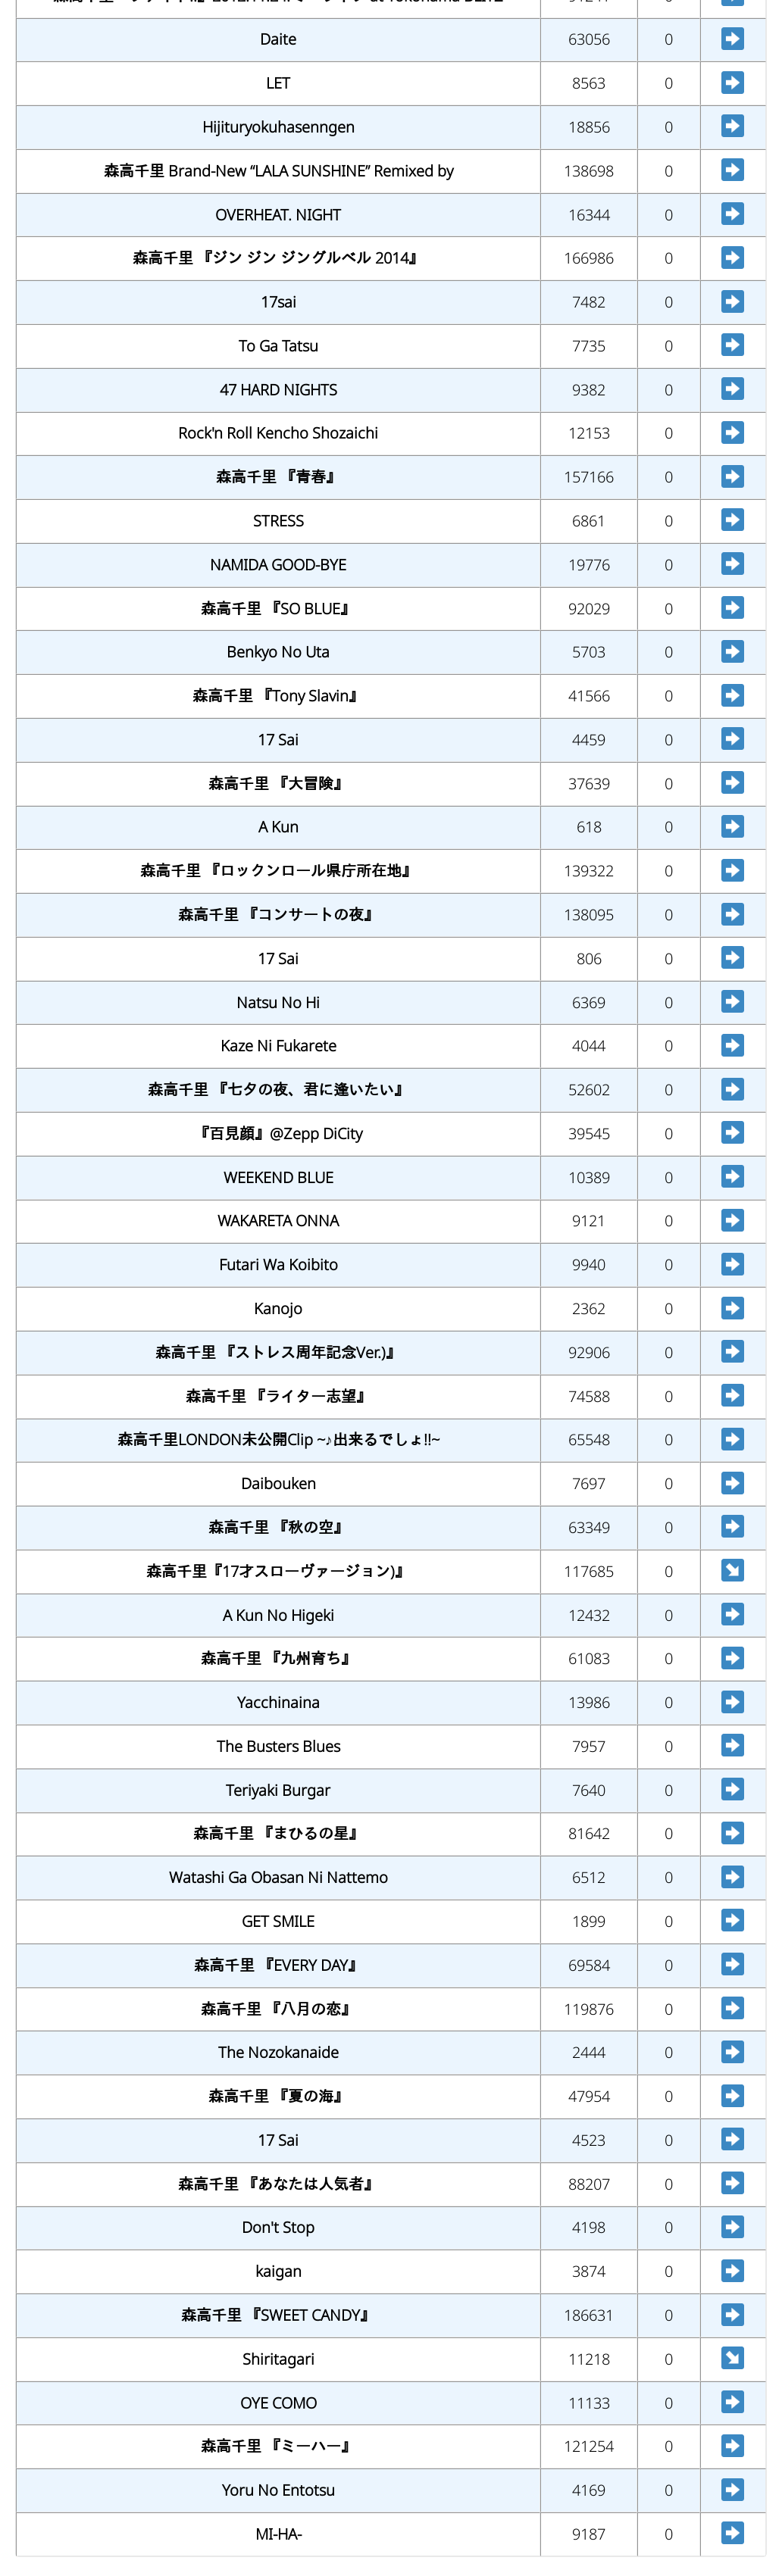 Daite 63056 0
LET 8563 0
Hijituryokuhasenngen 18856 0
森高千里 Brand-New “LALA SUNSHINE” Remixed by 138698 0
OVERHEAT. NIGHT 16344 0
森高千里 『ジン ジン ジングルベル 2014』 166986 0
17sai 7482 0
To Ga Tatsu 7735 0
47 HARD NIGHTS 9382 0
Rock'n Roll Kencho Shozaichi 12153 0
森高千里 『青春』 157166 0
STRESS 6861 0
NAMIDA GOOD-BYE 19776 0
森高千里 『SO BLUE』 92029 0
Benkyo No Uta 5703 0
森高千里 『Tony Slavin』 41566 0
17 Sai 4459 0
森高千里 『大冒険』 37639 0
A Kun 618 0
森高千里 『ロックンロール県庁所在地』 139322 0
森高千里 『コンサートの夜』 138095 0
17 Sai 806 0
Natsu No Hi 6369 0
Kaze Ni Fukarete 4044 0
森高千里 『七夕の夜、君に逢いたい』 52602 0
『百見顔』@Zepp DiCity 39545 0
WEEKEND BLUE 10389 0
WAKARETA ONNA 9121 0
Futari Wa Koibito 9940 0
Kanojo 2362 0
森高千里 『ストレス周年記念Ver.)』 92906 0
森高千里 『ライター志望』 74588 0
森高千里LONDON未公開Clip ~♪出来るでしょ!!~ 65548 0
Daibouken 7697 0
森高千里 『秋の空』 63349 0
森高千里『17才スローヴァージョン)』 117685 0
A Kun No Higeki 12432 0
森高千里 『九州育ち』 61083 0
Yacchinaina 13986 0
The Busters Blues 7957 0
Teriyaki Burgar 7640 0
森高千里 『まひるの星』 81642 0
Watashi Ga Obasan Ni Nattemo 6512 0
GET SMILE 1899 0
森高千里 『EVERY DAY』 69584 0
森高千里 『八月の恋』 119876 0
The Nozokanaide 2444 0
森高千里 『夏の海』 47954 0
17 Sai 4523 0
森高千里 『あなたは人気者』 88207 0
Don't Stop 4198 0
kaigan 3874 0
森高千里 『SWEET CANDY』 186631 0
Shiritagari 11218 0
OYE COMO 11133 0
森高千里 『ミーハー』 121254 0
Yoru No Entotsu 4169 0
MI-HA- 9187 0